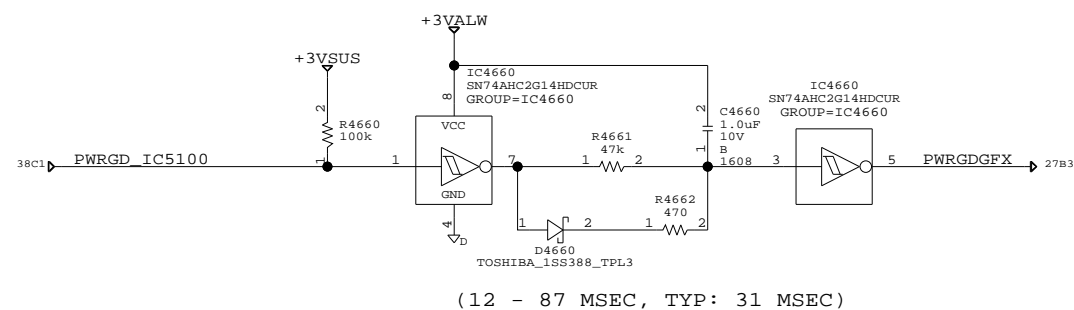 +3VALW
+3VSUS
IC4660
SN74AHC2G14HDCUR
GROUP=IC4660
IC4660
SN74AHC2G14HDCUR
GROUP=IC4660
2
R4660
100k
1
8
VCC
C4660
1.0uF
10V
B
1608
2
1
R4661
47k
38C1
PWRGD_IC5100
1
7
1
2
3
5
PWRGDGFX
27B3
GND
4
D
R4662
470
1
2
1
2
D4660
TOSHIBA_1SS388_TPL3
(12 - 87 MSEC, TYP: 31 MSEC)